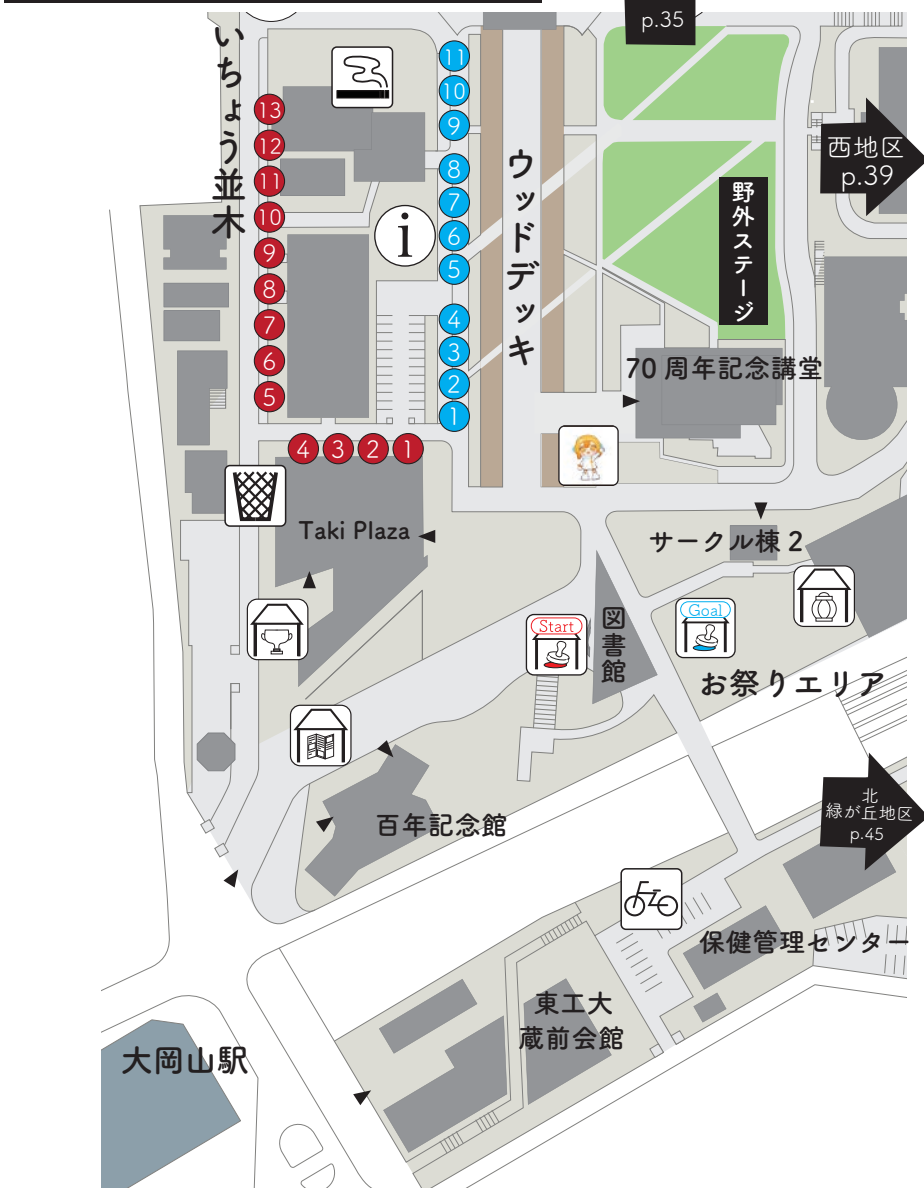 p.35
いちょう並木
13
12
11
10
9
8
7
6
5
4
3
2
1
11
10
9
8
7
6
5
4
3
2
1
i
ウッドデッキ
野外ステージ
西地区
p.39
70周年記念講堂
Taki Plaza
サークル棟2
Start
図書館
Goal
お祭りエリア
百年記念館
北
緑が丘地区
p.45
保健管理センター
東工大
蔵前会館
大岡山駅